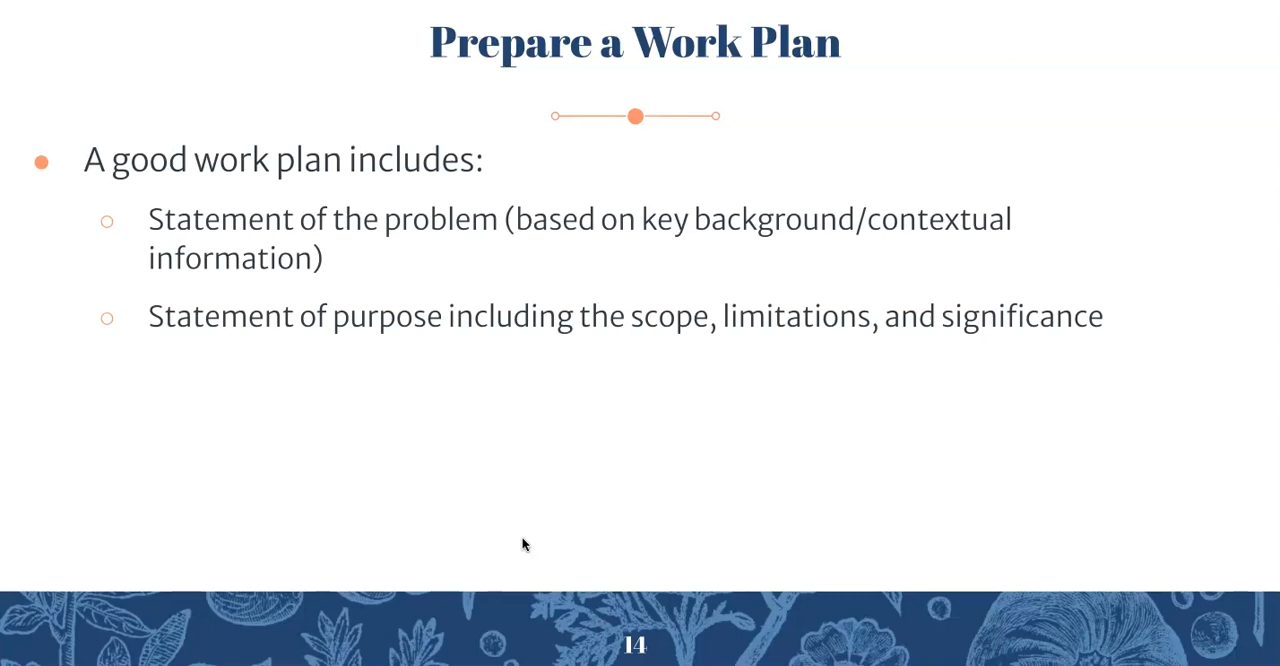 Prepare a Work Plan
A good work plan includes:
Statement of the problem (based on key background/contextual
information)
Statement of purpose including the scope, limitations, and significance
14